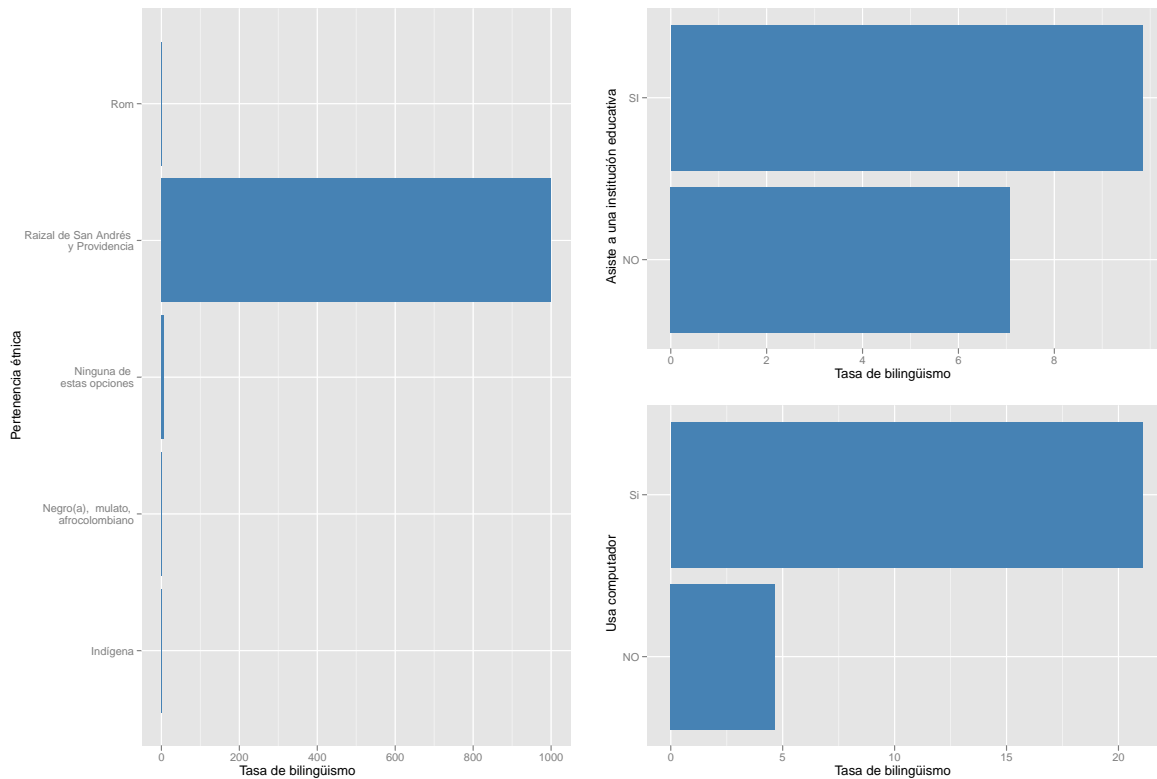 Pertenencia étnica
Rom
Raizal de San Andrés
y Providencia
Ninguna de
estas opciones
Negro(a), mulato,
afrocolombiano
Indígena
0 200 400 600 800 1000
Tasa de bilingüismo
Asiste a una institución educativa
SI
NO
0 2 4 6 8
Tasa de bilingüismo
Usa computador
Si
NO
0 5 10 15 20
Tasa de bilingüismo